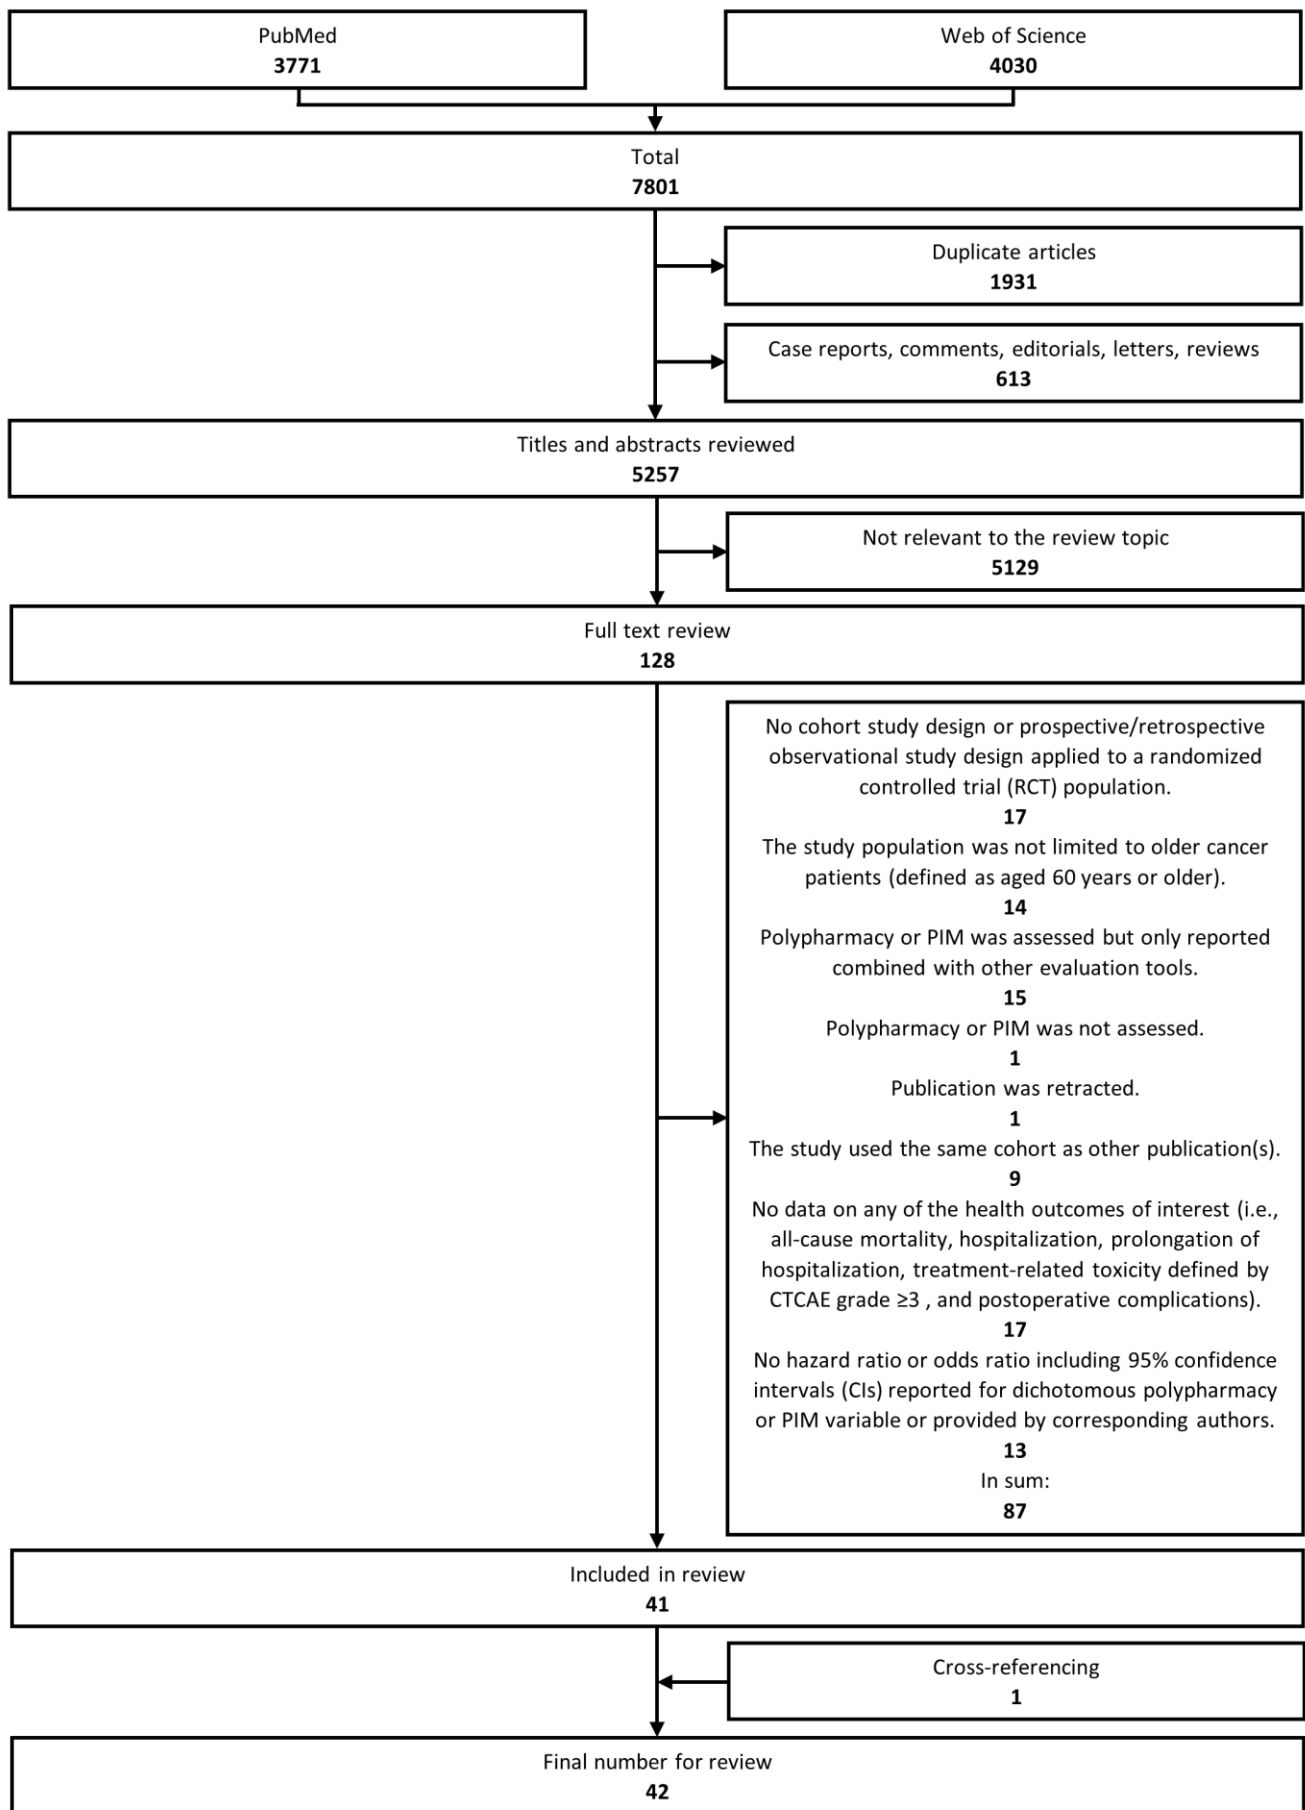 PubMed
3771
Web of Science
4030
Total
7801
Duplicate articles
1931
Case reports, comments, editorials, letters, reviews
613
Titles and abstracts reviewed
5257
Not relevant to the review topic
5129
Full text review
128
No cohort study design or prospective/retrospective
observational study design applied to a randomized
controlled trial (RCT) population.
17
The study population was not limited to older cancer
patients (defined as aged 60 years or older).
14
Polypharmacy or PIM was assessed but only reported
combined with other evaluation tools.
15
Polypharmacy or PIM was not assessed.
1
Publication was retracted.
1
The study used the same cohort as other publication(s).
9
No data on any of the health outcomes of interest (i.e.,
all-cause mortality, hospitalization, prolongation of
hospitalization, treatment-related toxicity defined by
CTCAE grade ≥3 , and postoperative complications).
17
No hazard ratio or odds ratio including 95% confidence
intervals (CIs) reported for dichotomous polypharmacy
or PIM variable or provided by corresponding authors.
13
In sum:
87
Included in review
41
Cross-referencing
1
Final number for review
42